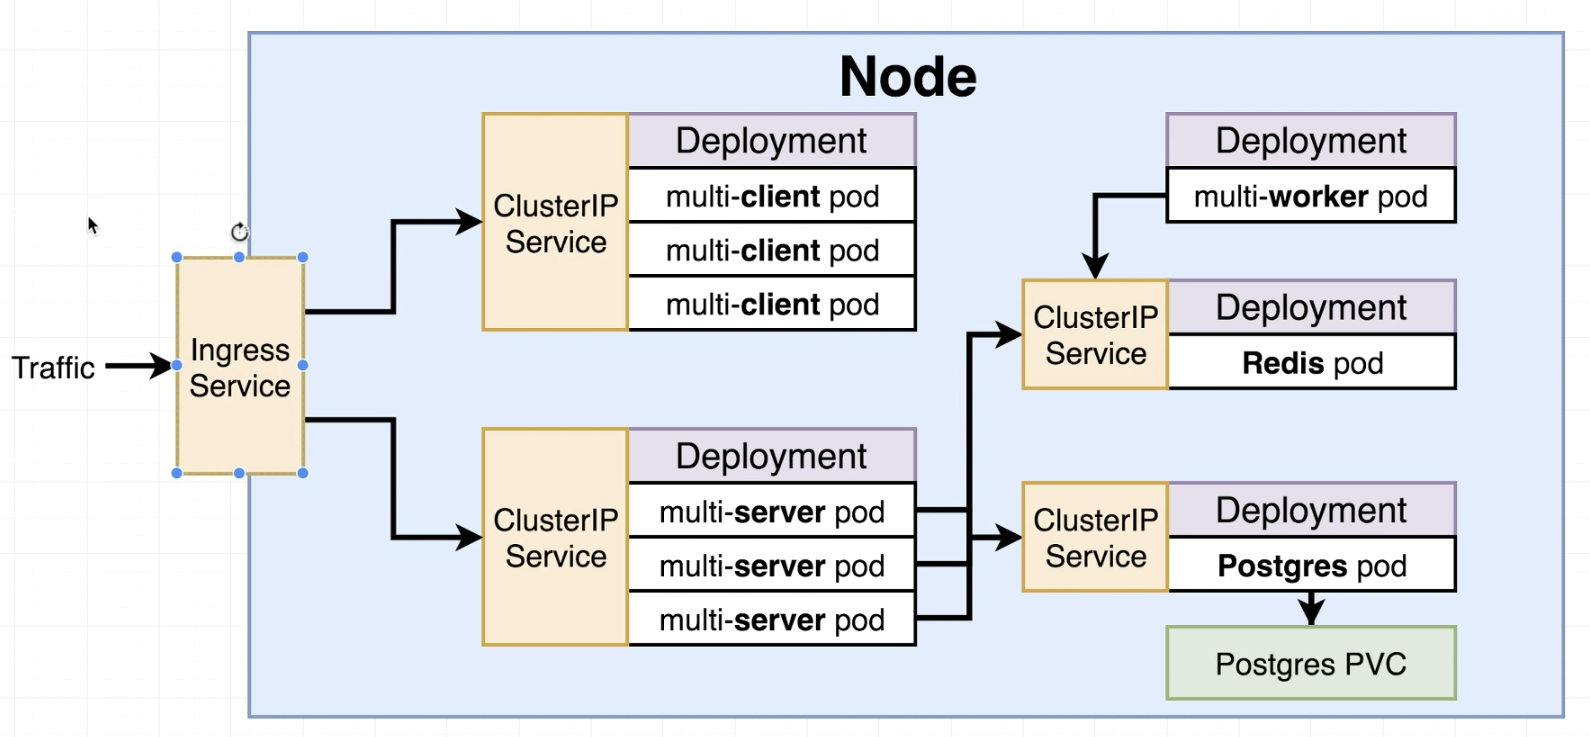 Node
Traffic
Ingress
Service
ClusterIP
Service
Deployment
multi-client pod
multi-client pod
multi-client pod
ClusterIP
Service
Deployment
multi-server pod
multi-server pod
multi-server pod
Deployment
multi-worker pod
ClusterIP
Service
Deployment
Redis pod
ClusterIP
Service
Deployment
Postgres pod
Postgres PVC